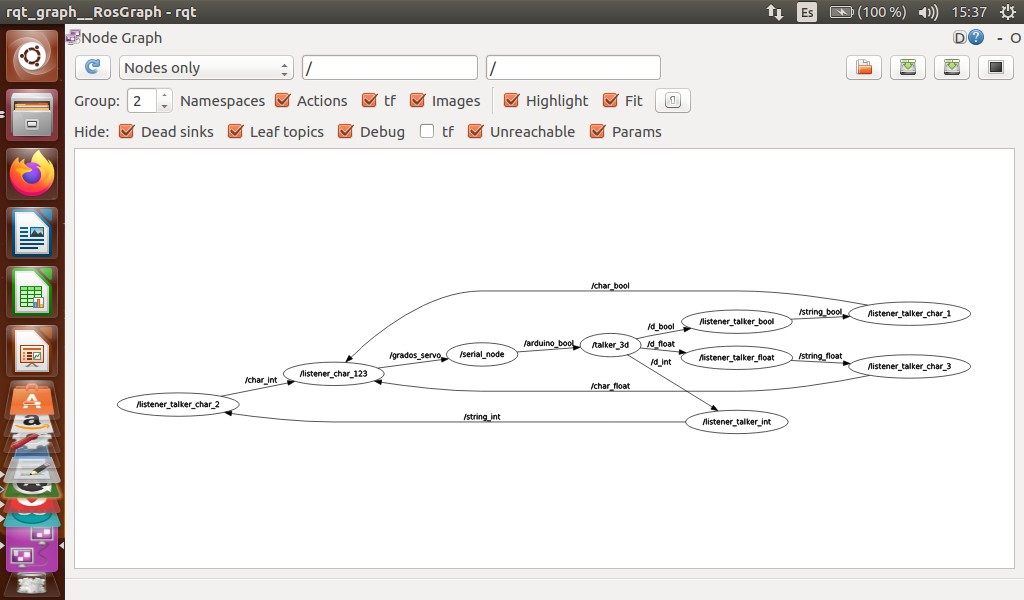 rqt_graph__RosGraph - rqt
Es
(100 %)
15:37
Node Graph
D
- O
Nodes only
/
/
Group: 2 Namespaces Actions tf Images Highlight Fit
Hide: Dead sinks Leaf topics Debug tf Unreachable Params
/char_bool
/string_bool
/listener_talker_char_1
/d_bool
/listener_talker_bool
/arduino_bool
/talker_3d
/d_float
/grados_servo
/serial_node
/listener_talker_float
/string_float
/d_int
/listener_talker_char_3
/listener_char_123
/char_int
/char_float
/listener_talker_char_2
/string_int
/listener_talker_int
a